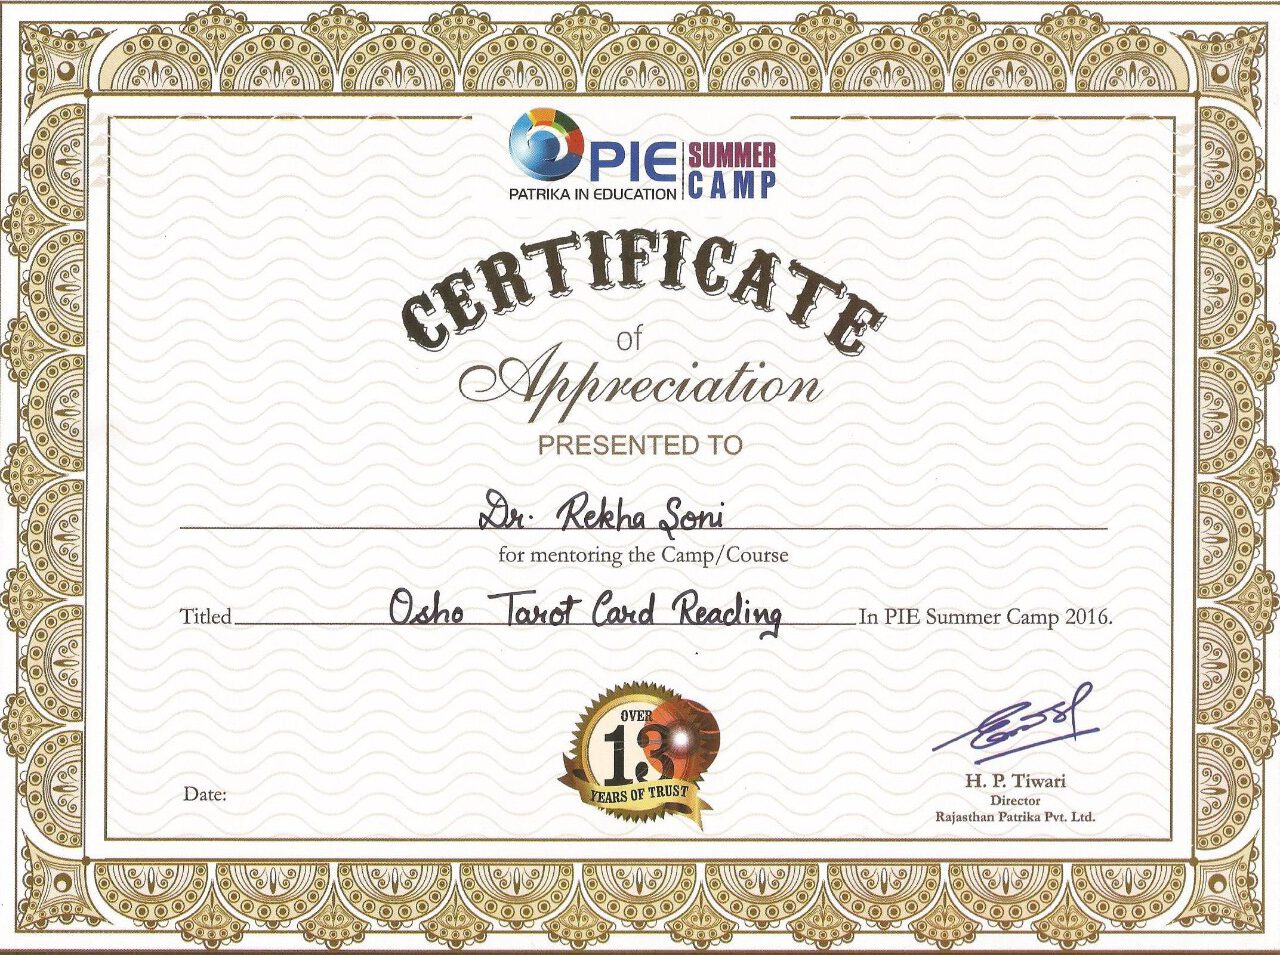 PIE SUMMER CAMP
PATRIKA IN EDUCATION
CERTIFICATE
of
Appreciation
PRESENTED TO
Dr. Rekha Soni
for mentoring the Camp/Course
Titled Osho Tarot Card Reading In PIE Summer Camp 2016.
OVER
13
YEARS OF TRUST
Date:
H. P. Tiwari
Director
Rajasthan Patrika Pvt. Ltd.